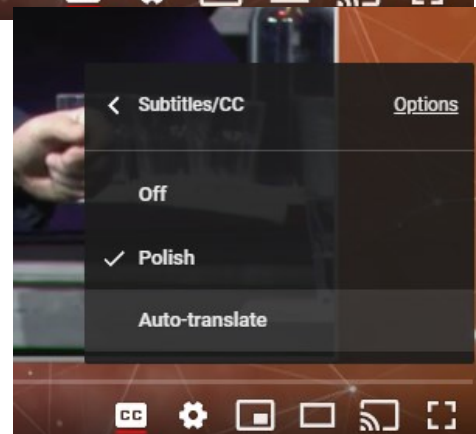 Subtitles/CC Options
Off
Polish
Auto-translate
CC